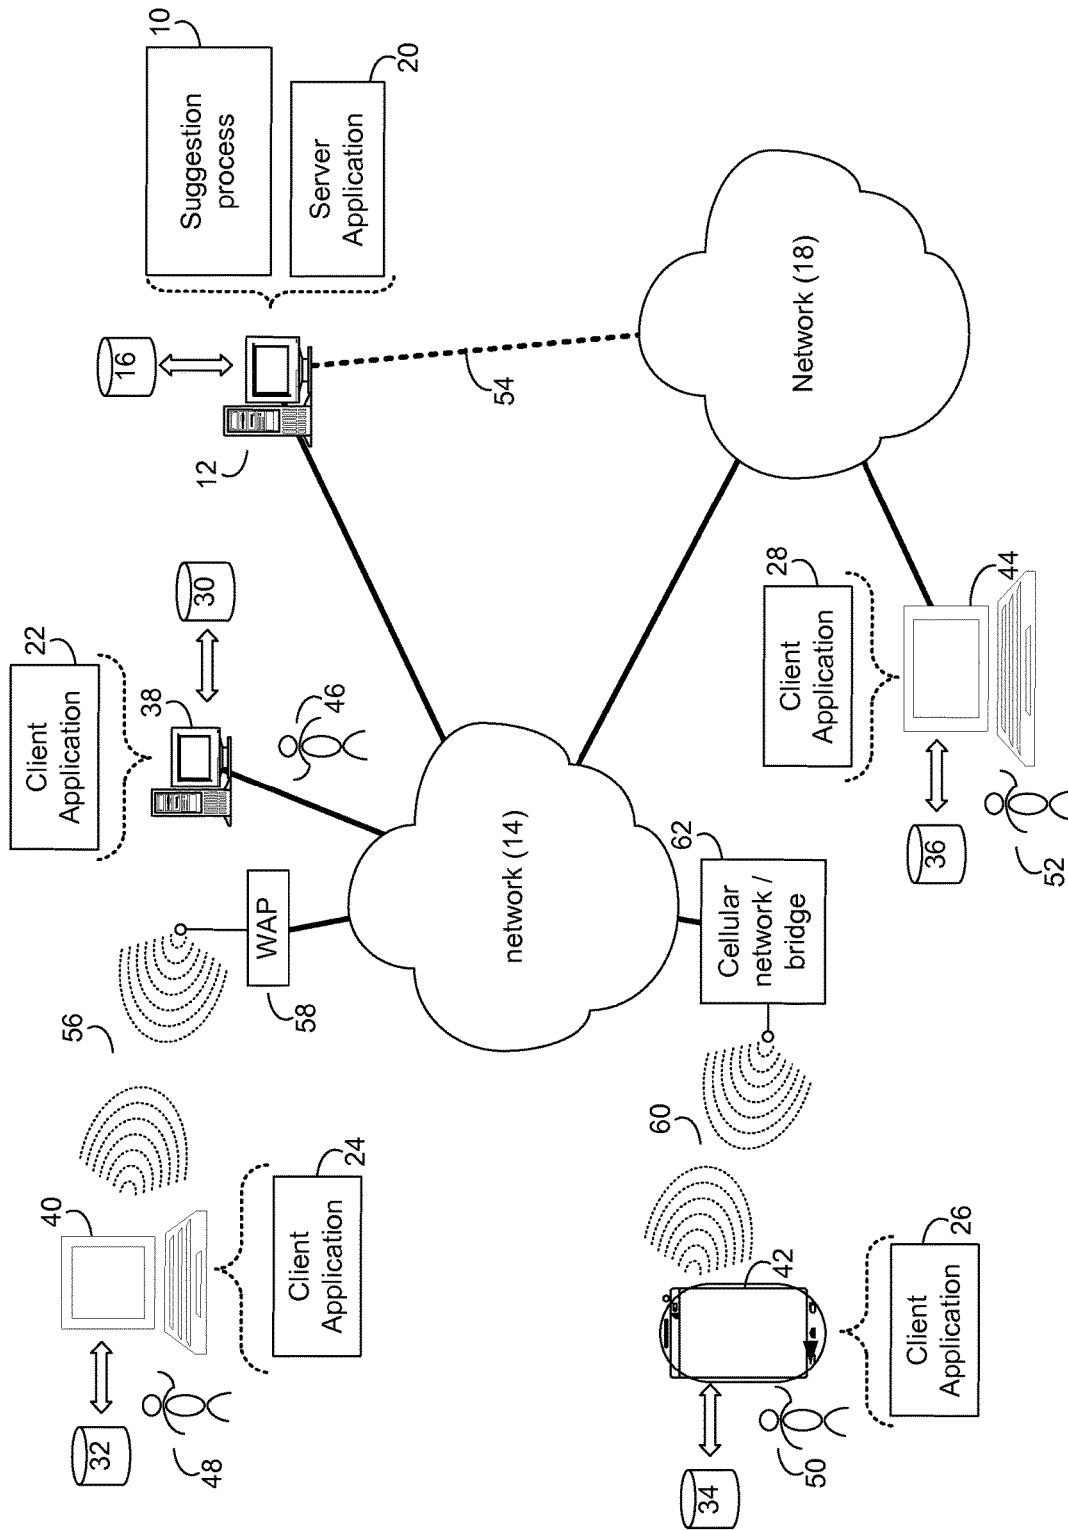 40
32
48
Client
Application
24
56
WAP
58
Client
Application
22
38
30
46
16
12
Suggestion
process
10
Server
Application
20
54
network (14)
Network (18)
34
50
42
Client
Application
26
60
Cellular
network /
bridge
62
Client
Application
28
36
52
44